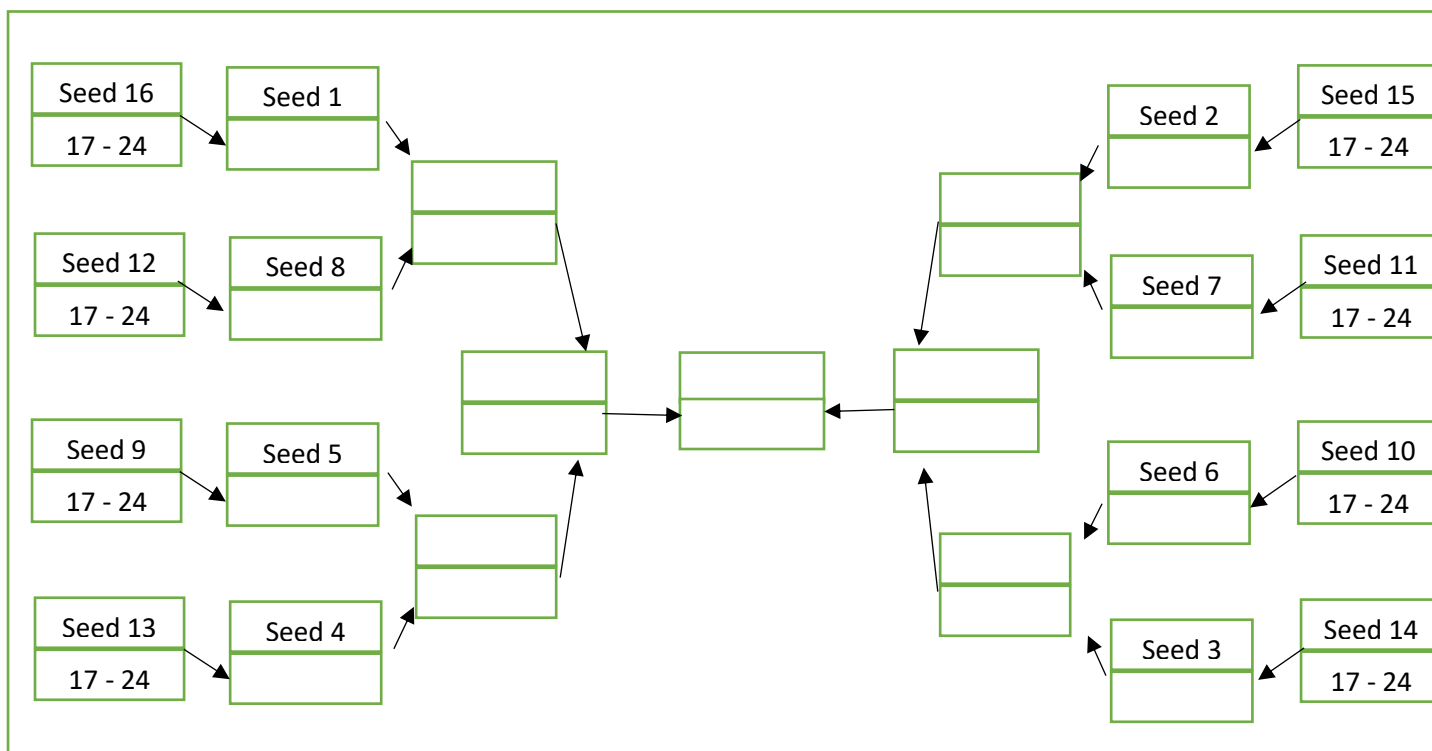 Seed 16
17 - 24
Seed 1
Seed 12
17 - 24
Seed 8
Seed 9
17 - 24
Seed 5
Seed 13
17 - 24
Seed 4
Seed 2
Seed 15
17 - 24
Seed 7
Seed 11
17 - 24
Seed 6
Seed 10
17 - 24
Seed 3
Seed 14
17 - 24